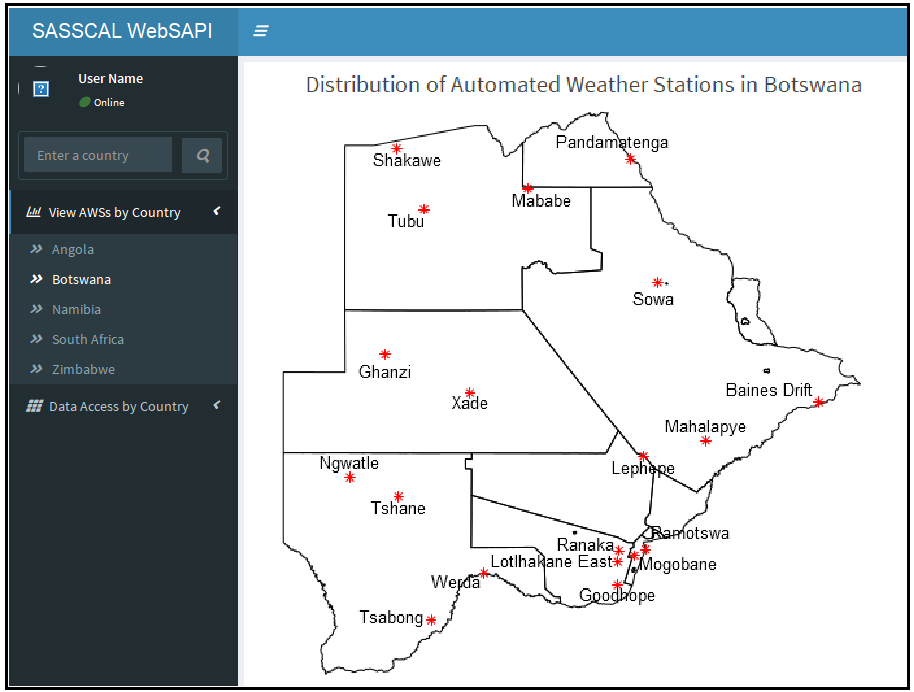 SASSCAL WebSAPI
User Name
Online
Enter a country
View AWSs by Country
Angola
Botswana
Namibia
South Africa
Zimbabwe
Data Access by Country
Distribution of Automated Weather Stations in Botswana
Pandamatenga
Shakawe
Mababe
Tubu
Sowa
Ghanzi
Baines Drift
Xade
Mahalapye
Ngwatle
Lephepe
Tshane
Ramotswa
Ranaka
Lotlhakane East
Mogobane
Werda
Goodhope
Tsabong